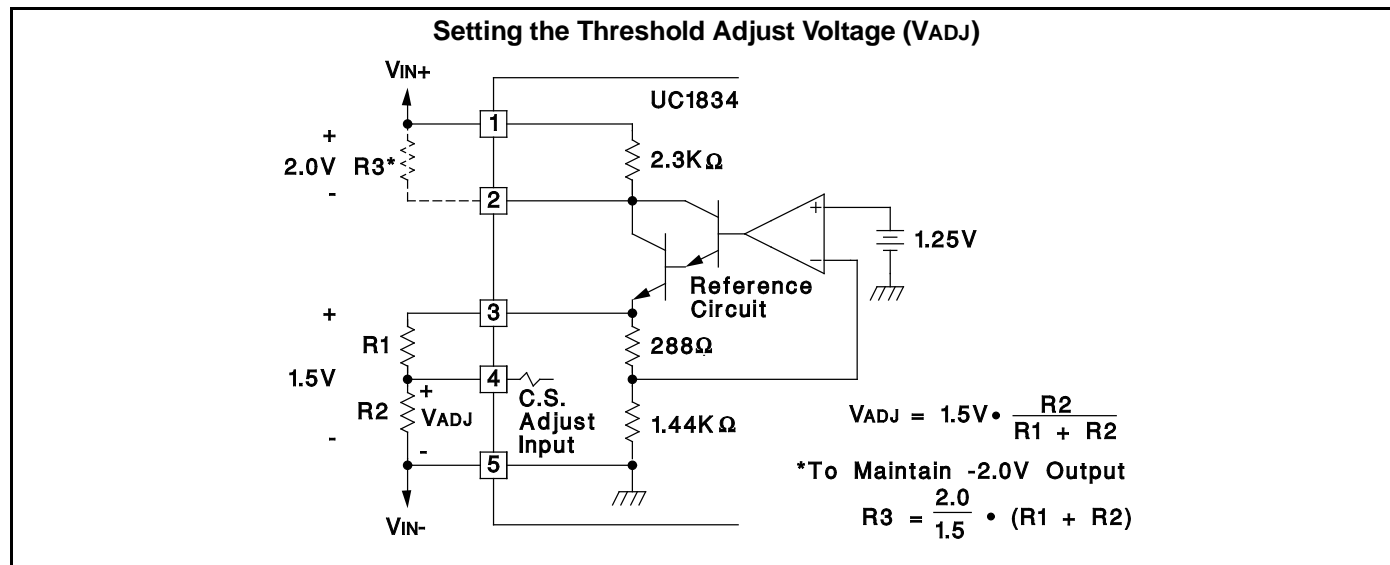 Setting the Threshold Adjust Voltage (VADJ)
VIN+
UC1834
1
+
2.0V R3*
-
2.3KΩ
2
+
-
1.25V
Reference
Circuit
3
+
R1
288Ω
1.5V
4
C.S.
Adjust
Input
R2
+
VADJ
-
-
1.44KΩ
5
VIN-
VADJ = 1.5V • R2
R1 + R2
*To Maintain -2.0V Output
R3 = 2.0
1.5 • (R1 + R2)